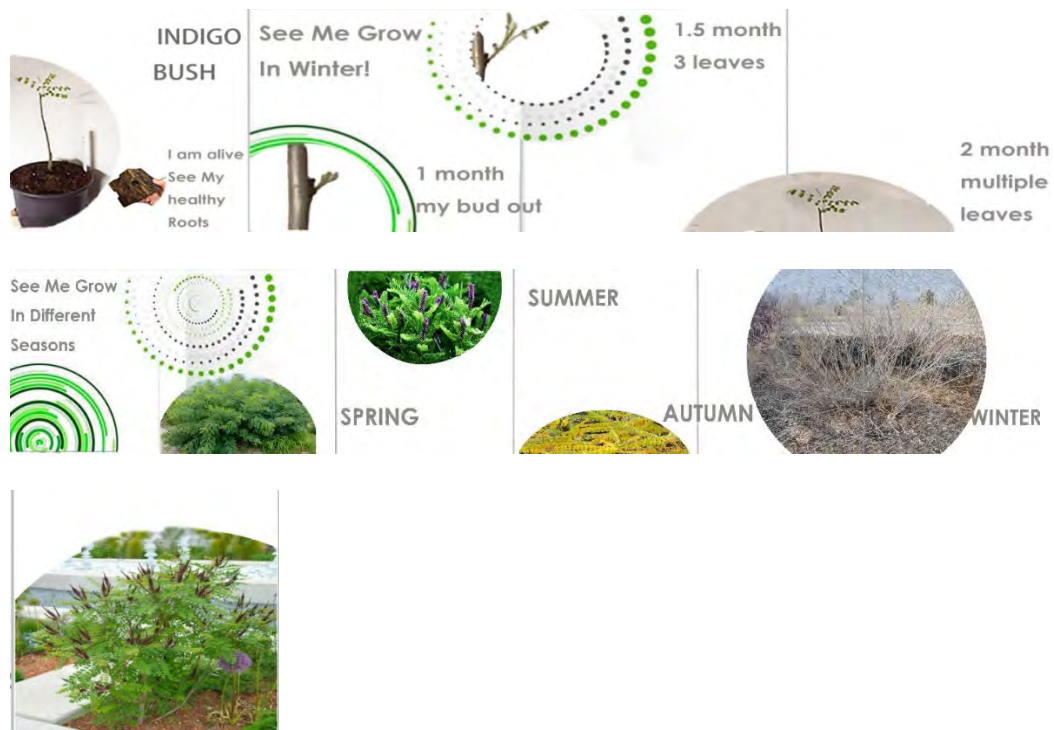 INDIGO
BUSH
I am alive
See My
healthy
Roots
See Me Grow
In Winter!
1 month
my bud out
1.5 month
3 leaves
2 month
multiple
leaves
See Me Grow
In Different
Seasons
SPRING
SUMMER
AUTUMN
WINTER